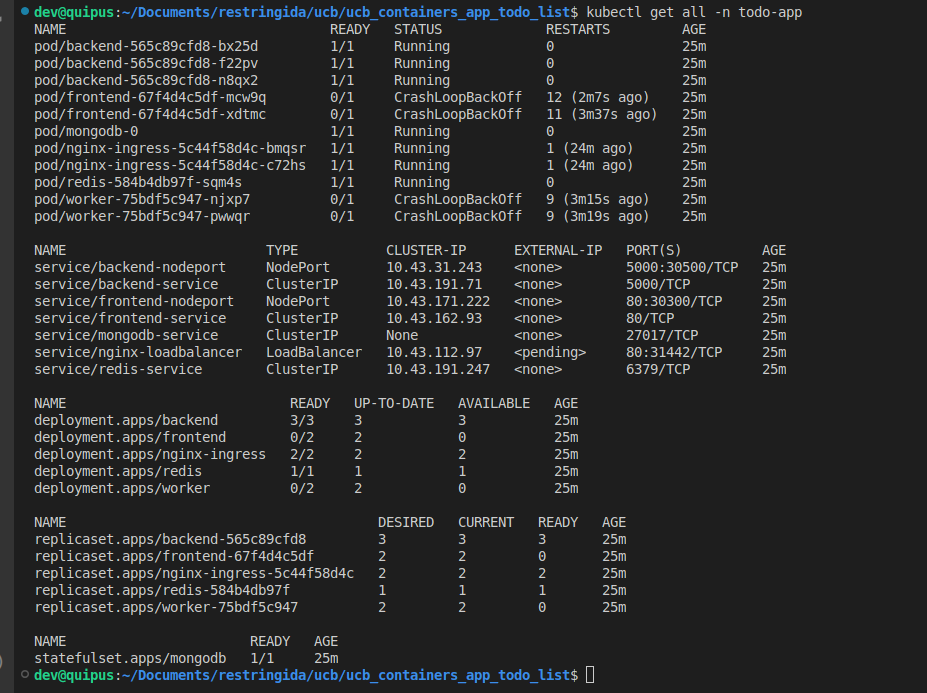 dev@quipus:~/Documents/restringida/ucb/ucb_containers_app_todo_list$ kubectl get all -n todo-app
NAME READY STATUS RESTARTS AGE
pod/backend-565c89cfd8-bx25d 1/1 Running 0 25m
pod/backend-565c89cfd8-f22pv 1/1 Running 0 25m
pod/backend-565c89cfd8-n8qx2 1/1 Running 0 25m
pod/frontend-67f4d4c5df-mcw9q 0/1 CrashLoopBackOff 12 (2m7s ago) 25m
pod/frontend-67f4d4c5df-xdtmc 0/1 CrashLoopBackOff 11 (3m37s ago) 25m
pod/mongodb-0 1/1 Running 0 25m
pod/nginx-ingress-5c44f58d4c-bmqsr 1/1 Running 1 (24m ago) 25m
pod/nginx-ingress-5c44f58d4c-c72hs 1/1 Running 1 (24m ago) 25m
pod/redis-584b4db97f-sqm4s 1/1 Running 0 25m
pod/worker-75bdf5c947-njxp7 0/1 CrashLoopBackOff 9 (3m15s ago) 25m
pod/worker-75bdf5c947-pwwqr 0/1 CrashLoopBackOff 9 (3m19s ago) 25m
NAME TYPE CLUSTER-IP EXTERNAL-IP PORT(S) AGE
service/backend-nodeport NodePort 10.43.31.243 <none> 5000:30500/TCP 25m
service/backend-service ClusterIP 10.43.191.71 <none> 5000/TCP 25m
service/frontend-nodeport NodePort 10.43.171.222 <none> 80:30300/TCP 25m
service/frontend-service ClusterIP 10.43.162.93 <none> 80/TCP 25m
service/mongodb-service ClusterIP None <none> 27017/TCP 25m
service/nginx-loadbalancer LoadBalancer 10.43.112.97 <pending> 80:31442/TCP 25m
service/redis-service ClusterIP 10.43.191.247 <none> 6379/TCP 25m
NAME READY UP-TO-DATE AVAILABLE AGE
deployment.apps/backend 3/3 3 3 25m
deployment.apps/frontend 0/2 2 0 25m
deployment.apps/nginx-ingress 2/2 2 2 25m
deployment.apps/redis 1/1 1 1 25m
deployment.apps/worker 0/2 2 0 25m
NAME DESIRED CURRENT READY AGE
replicaset.apps/backend-565c89cfd8 3 3 3 25m
replicaset.apps/frontend-67f4d4c5df 2 2 0 25m
replicaset.apps/nginx-ingress-5c44f58d4c 2 2 2 25m
replicaset.apps/redis-584b4db97f 1 1 1 25m
replicaset.apps/worker-75bdf5c947 2 2 0 25m
NAME READY AGE
statefulset.apps/mongodb 1/1 25m
dev@quipus:~/Documents/restringida/ucb/ucb_containers_app_todo_list$